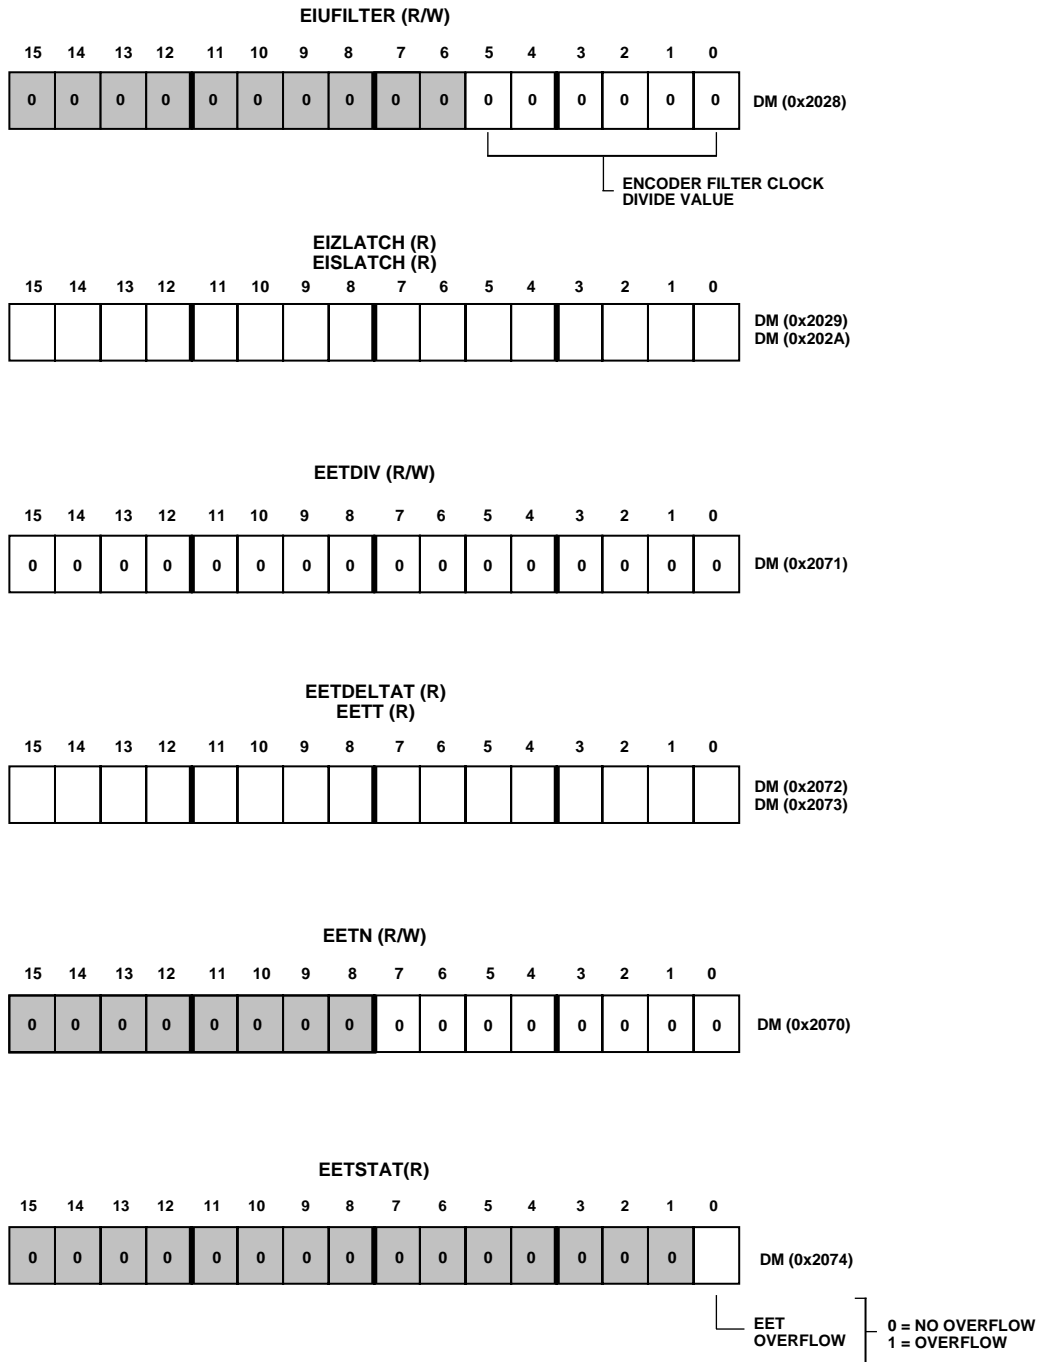 EIUFILTER (R/W)
15 14 13 12 11 10 9 8 7 6 5 4 3 2 1 0
0 0 0 0 0 0 0 0 0 0 0 0 0 0 0 0 DM (0x2028)
ENCODER FILTER CLOCK
DIVIDE VALUE
EIZLATCH (R)
EISLATCH (R)
15 14 13 12 11 10 9 8 7 6 5 4 3 2 1 0
DM (0x2029)
DM (0x202A)
EETDIV (R/W)
15 14 13 12 11 10 9 8 7 6 5 4 3 2 1 0
0 0 0 0 0 0 0 0 0 0 0 0 0 0 0 0 DM (0x2071)
EETDELTAT (R)
EETT (R)
15 14 13 12 11 10 9 8 7 6 5 4 3 2 1 0
DM (0x2072)
DM (0x2073)
EETN (R/W)
15 14 13 12 11 10 9 8 7 6 5 4 3 2 1 0
0 0 0 0 0 0 0 0 0 0 0 0 0 0 0 0 DM (0x2070)
EETSTAT(R)
15 14 13 12 11 10 9 8 7 6 5 4 3 2 1 0
0 0 0 0 0 0 0 0 0 0 0 0 0 0 0 DM (0x2074)
EET
OVERFLOW
0 = NO OVERFLOW
1 = OVERFLOW